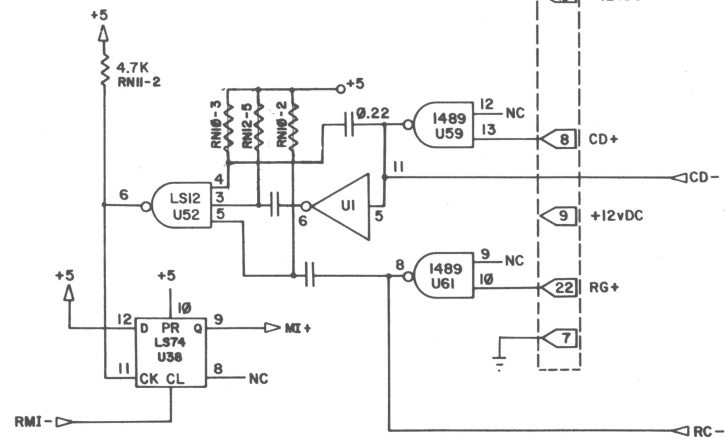 +5
4.7K
RN11-2
+5
RN10-3
RN12-5
RN10-2
0.22
1489
U59
12
NC
13
8
CD+
11
CD-
4
LS12
U52
3
5
6
6
U1
5
9
+12vDC
8
1489
U61
9
NC
10
22
RG+
7
+5
+5
10
12
D PR Q
9
MI+
LS74
U38
11
CK CL
8
NC
RMI-
RC-